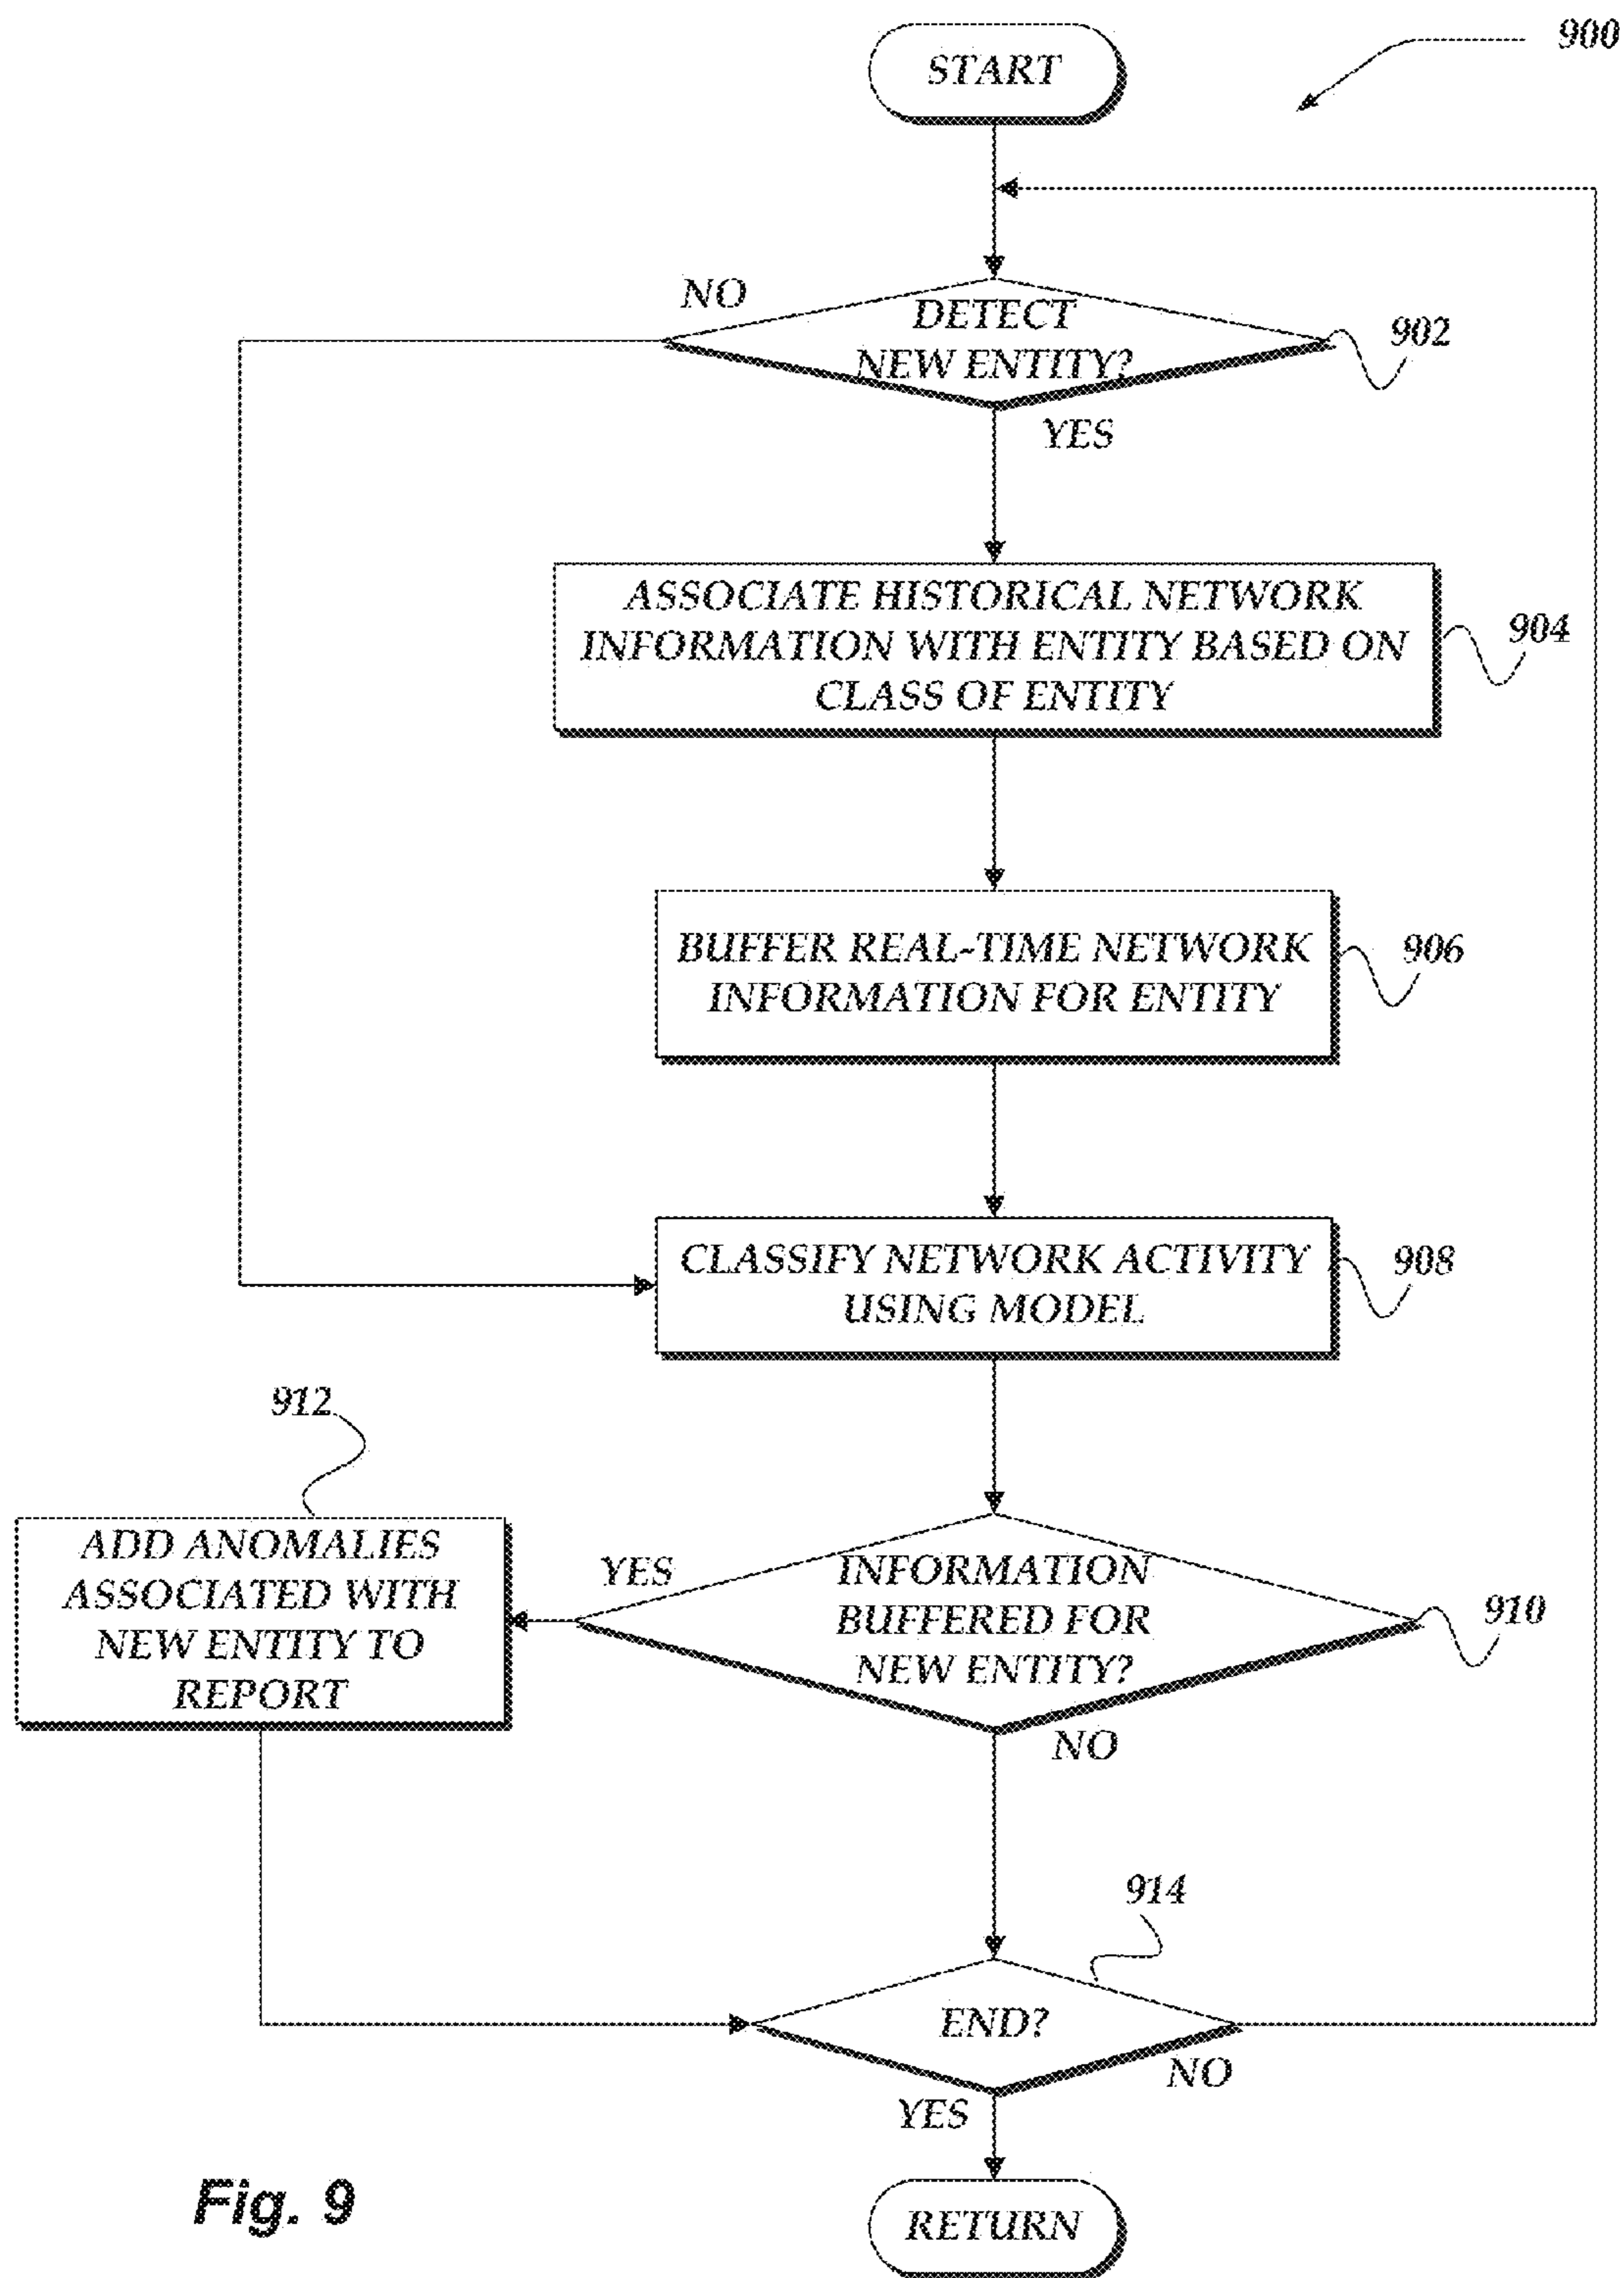 900
START
NO
DETECT
NEW ENTITY?
902
YES
ASSOCIATE HISTORICAL NETWORK
INFORMATION WITH ENTITY BASED ON
CLASS OF ENTITY
904
BUFFER REAL-TIME NETWORK
INFORMATION FOR ENTITY
906
CLASSIFY NETWORK ACTIVITY
USING MODEL
908
912
ADD ANOMALIES
ASSOCIATED WITH
NEW ENTITY TO
REPORT
YES
INFORMATION
BUFFERED FOR
NEW ENTITY?
910
NO
914
END?
NO
YES
RETURN
Fig. 9